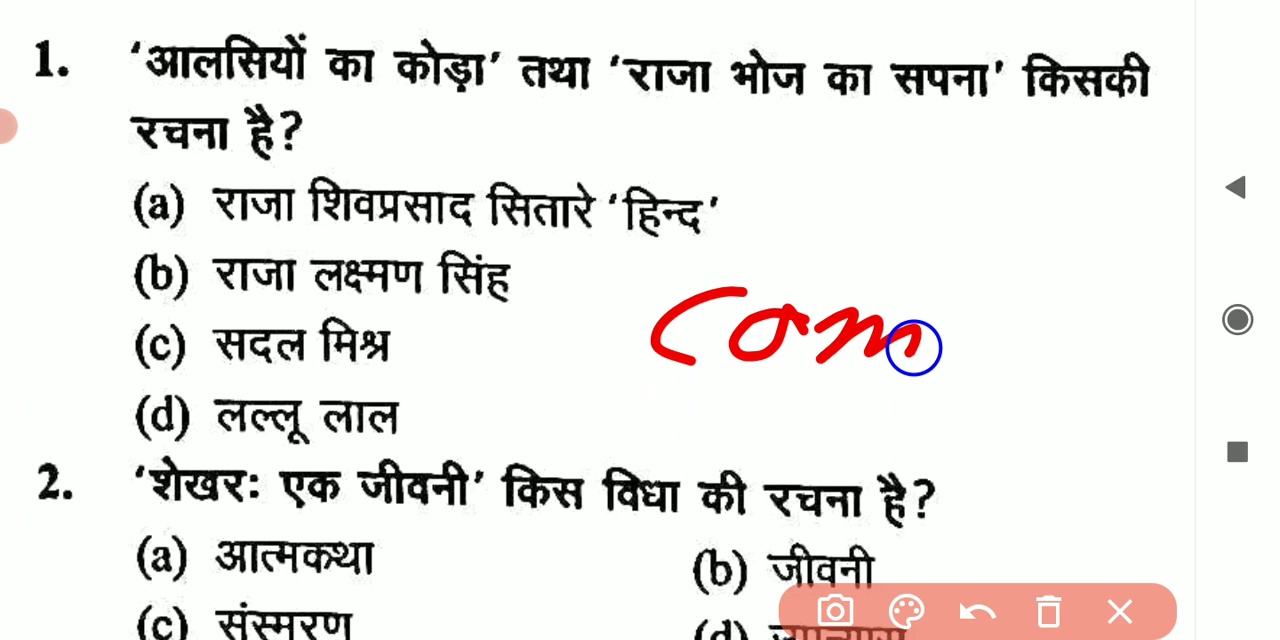 1. ‘आलसियों का कोड़ा’ तथा ‘राजा भोज का सपना’ किसकी
रचना है?
(a) राजा शिवप्रसाद सितारे ‘हिन्द’
(b) राजा लक्ष्मण सिंह
(c) सदल मिश्र
(d) लल्लू लाल
com
2. ‘शेखरः एक जीवनी’ किस विधा की रचना है?
(a) आत्मकथा (b) जीवनी
(c) संस्मरण (d)